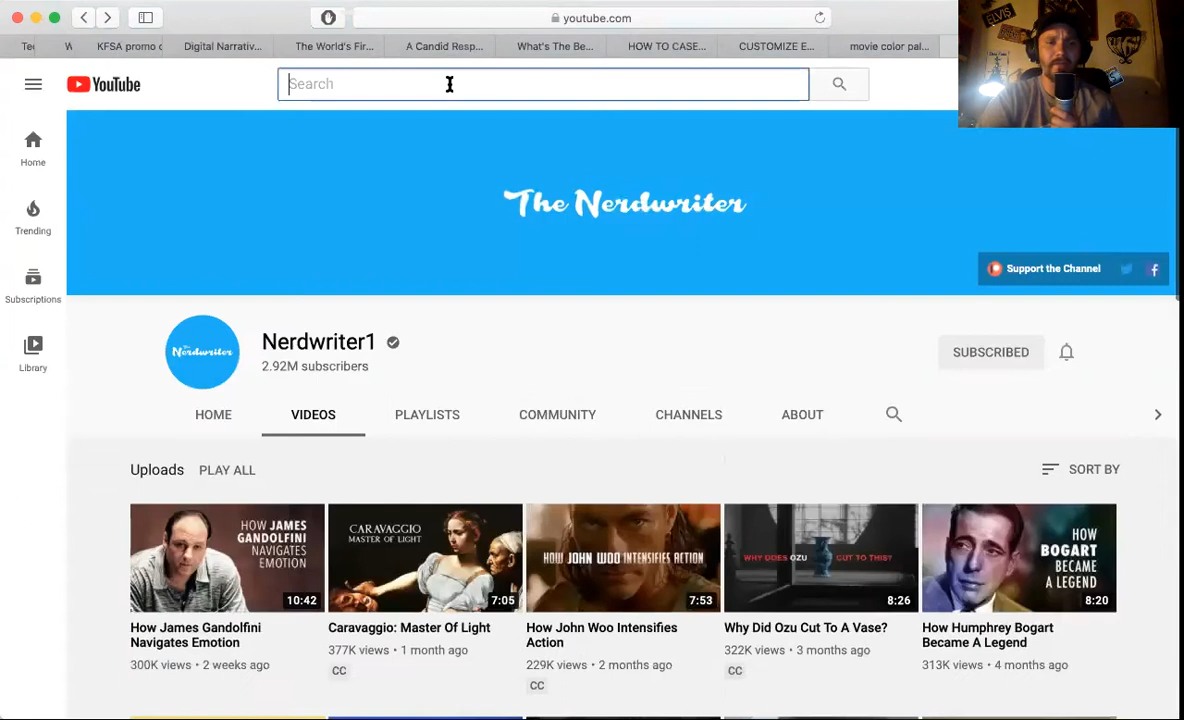 youtube.com
Te
W
KFSA promo c
Digital Narrativ...
The World's Fir...
A Candid Resp...
What's The Be...
HOW TO CASE...
CUSTOMIZE E...
movie color pal...
ELVIS
YouTube
Search
Home
Trending
Subscriptions
Library
The Nerdwriter
Support the Channel
The Nerdwriter
Nerdwriter1
2.92M subscribers
SUBSCRIBED
HOME
VIDEOS
PLAYLISTS
COMMUNITY
CHANNELS
ABOUT
Uploads
PLAY ALL
SORT BY
HOW JAMES
GANDOLFINI
NAVIGATES
EMOTION
10:42
CARAVAGGIO
MASTER OF LIGHT
7:05
HOW JOHN WOO INTENSIFIES ACTION
7:53
WHY DOES OZU CUT TO THIS?
8:26
HOW
BOGART
BECAME
A LEGEND
8:20
How James Gandolfini
Navigates Emotion
300K views • 2 weeks ago
Caravaggio: Master Of Light
377K views • 1 month ago
CC
How John Woo Intensifies
Action
229K views • 2 months ago
CC
Why Did Ozu Cut To A Vase?
322K views • 3 months ago
CC
How Humphrey Bogart
Became A Legend
313K views • 4 months ago